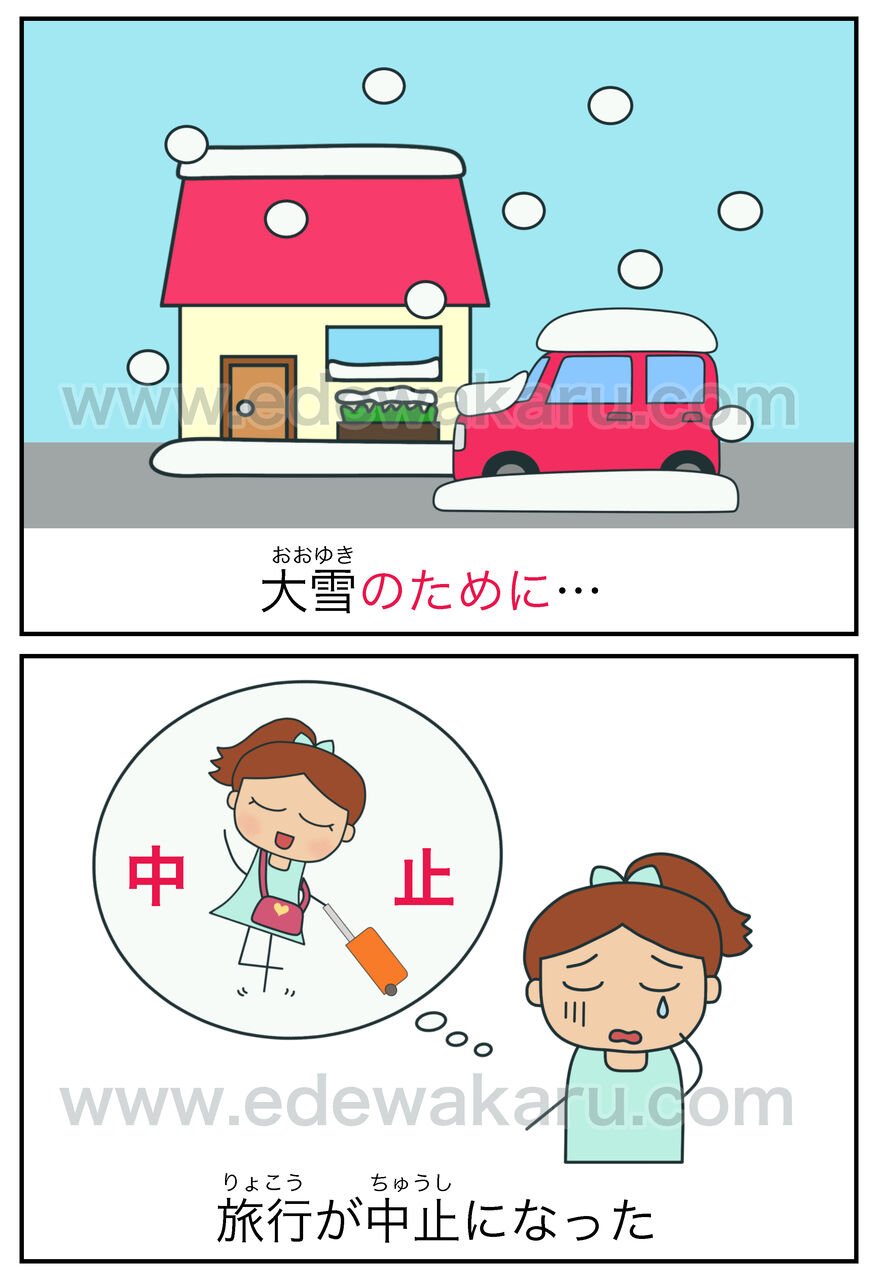 www.edewakaru.com
おおゆき
大雪のために…
中 止
www.edewakaru.com
りょこう ちゅうし
旅行が中止になった